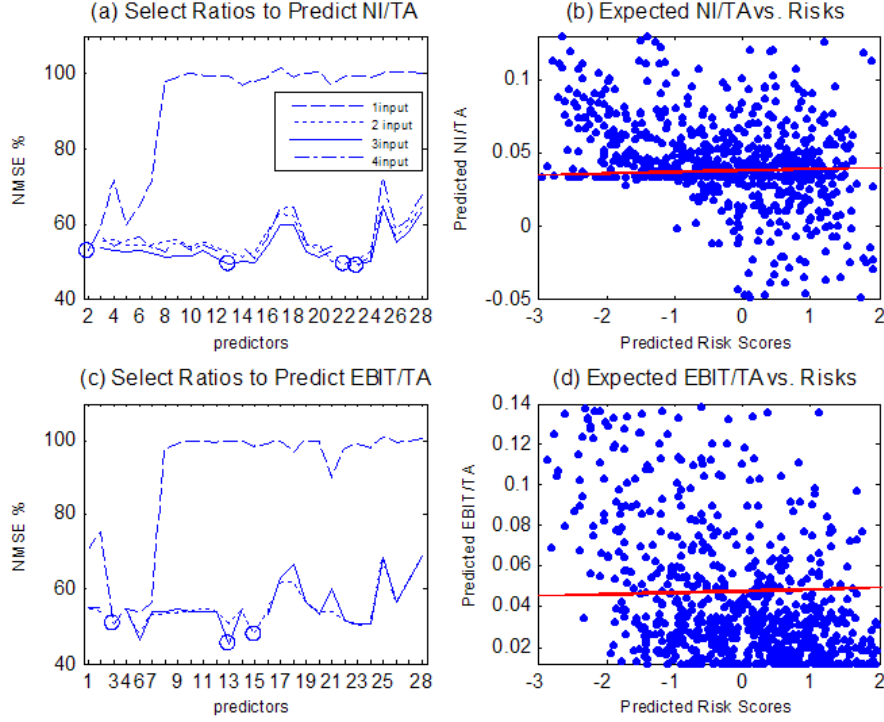 (a) Select Ratios to Predict NI/TA
(b) Expected NI/TAvs. Risks
100
80
60
40
NMSE %
1input
2 input
3input
4input
2 4 6 8 10 12 14 16 18 20 22 24 26 28
predictors
0.1
0.05
0
-0.05
Predicted NI/TA
-3 -2 -1 0 1 2
Predicted Risk Scores
(c) Select Ratios to Predict EBIT/TA
(d) Expected EBIT/TAvs. Risks
100
80
60
40
NMSE %
1 3 4 6 7 9 11 13 15 17 19 21 23 25 28
predictors
0.14
0.12
0.1
0.08
0.06
0.04
0.02
Predicted EBIT/TA
-3 -2 -1 0 1 2
Predicted Risk Scores